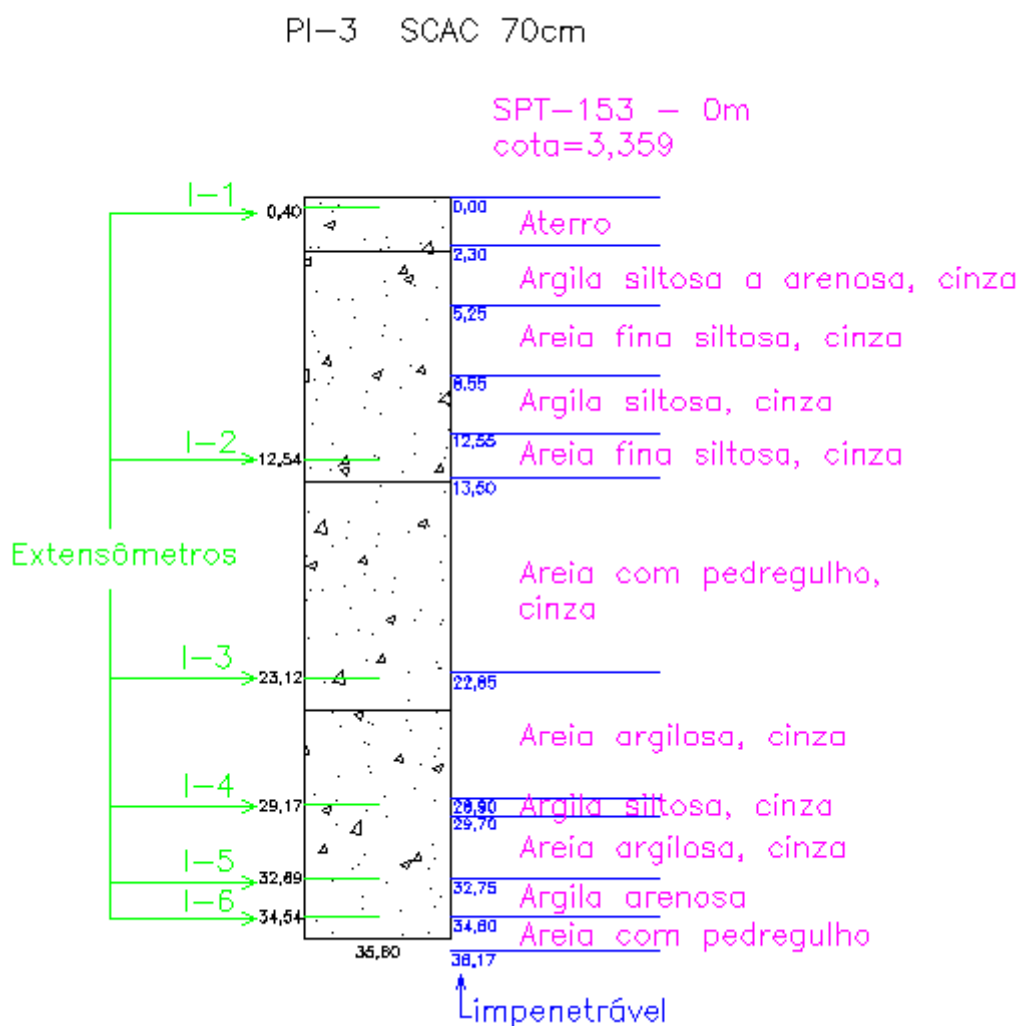 PI-3 SCAC 70cm
SPT-153 - 0m
cota=3,359
I-1
0,40
0,00
Aterro
2,30
Argila siltosa a arenosa, cinza
5,25
Areia fina siltosa, cinza
8,55
Argila siltosa, cinza
12,55
I-2
12,54
Areia fina siltosa, cinza
13,50
Extensômetros
Areia com pedregulho,
cinza
I-3
23,12
22,85
Areia argilosa, cinza
I-4
29,17
28,90
Argila siltosa, cinza
29,70
Areia argilosa, cinza
I-5
32,69
32,75
Argila arenosa
I-6
34,54
34,60
Areia com pedregulho
35,60
36,17
impenetrável